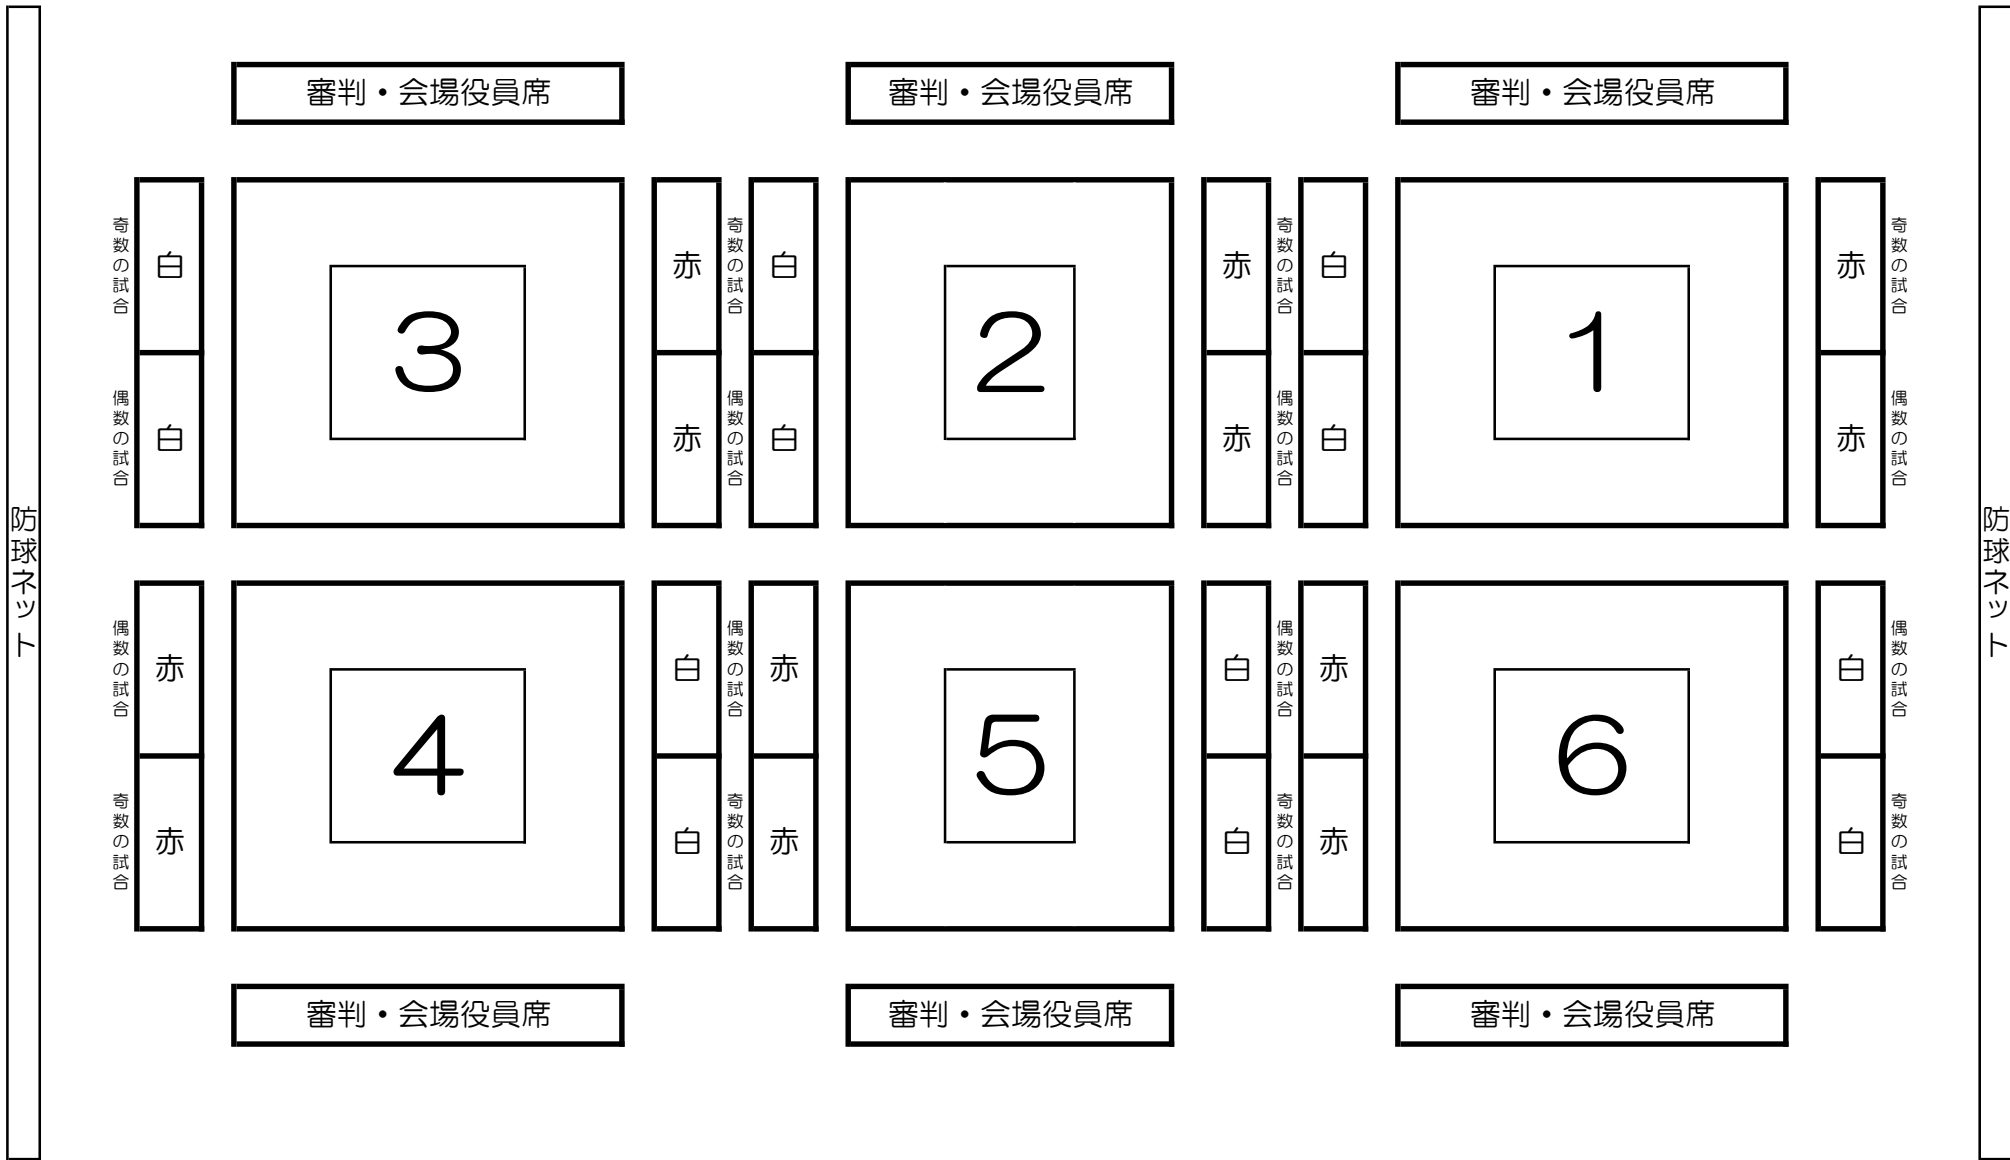 審判・会場役員席
審判・会場役員席
審判・会場役員席
奇数の試合
白
3
赤
奇数の試合
白
2
赤
奇数の試合
白
1
赤
奇数の試合
偶数の試合
白
赤
偶数の試合
白
赤
偶数の試合
白
赤
偶数の試合
防球ネット
防球ネット
偶数の試合
赤
4
白
偶数の試合
赤
5
白
偶数の試合
赤
6
白
偶数の試合
奇数の試合
赤
白
奇数の試合
赤
白
奇数の試合
赤
白
奇数の試合
審判・会場役員席
審判・会場役員席
審判・会場役員席